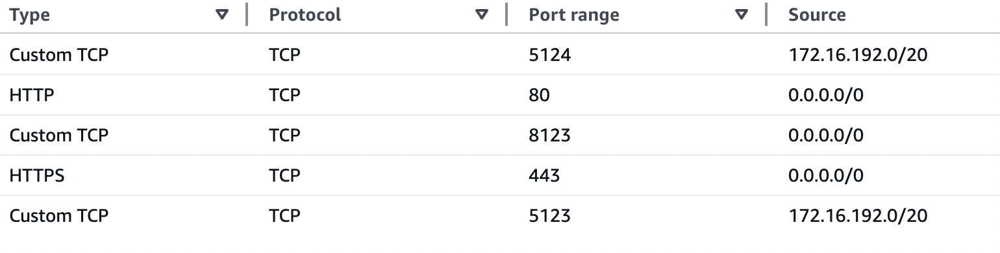 Type Protocol Port range Source
Custom TCP TCP 5124 172.16.192.0/20
HTTP TCP 80 0.0.0.0/0
Custom TCP TCP 8123 0.0.0.0/0
HTTPS TCP 443 0.0.0.0/0
Custom TCP TCP 5123 172.16.192.0/20